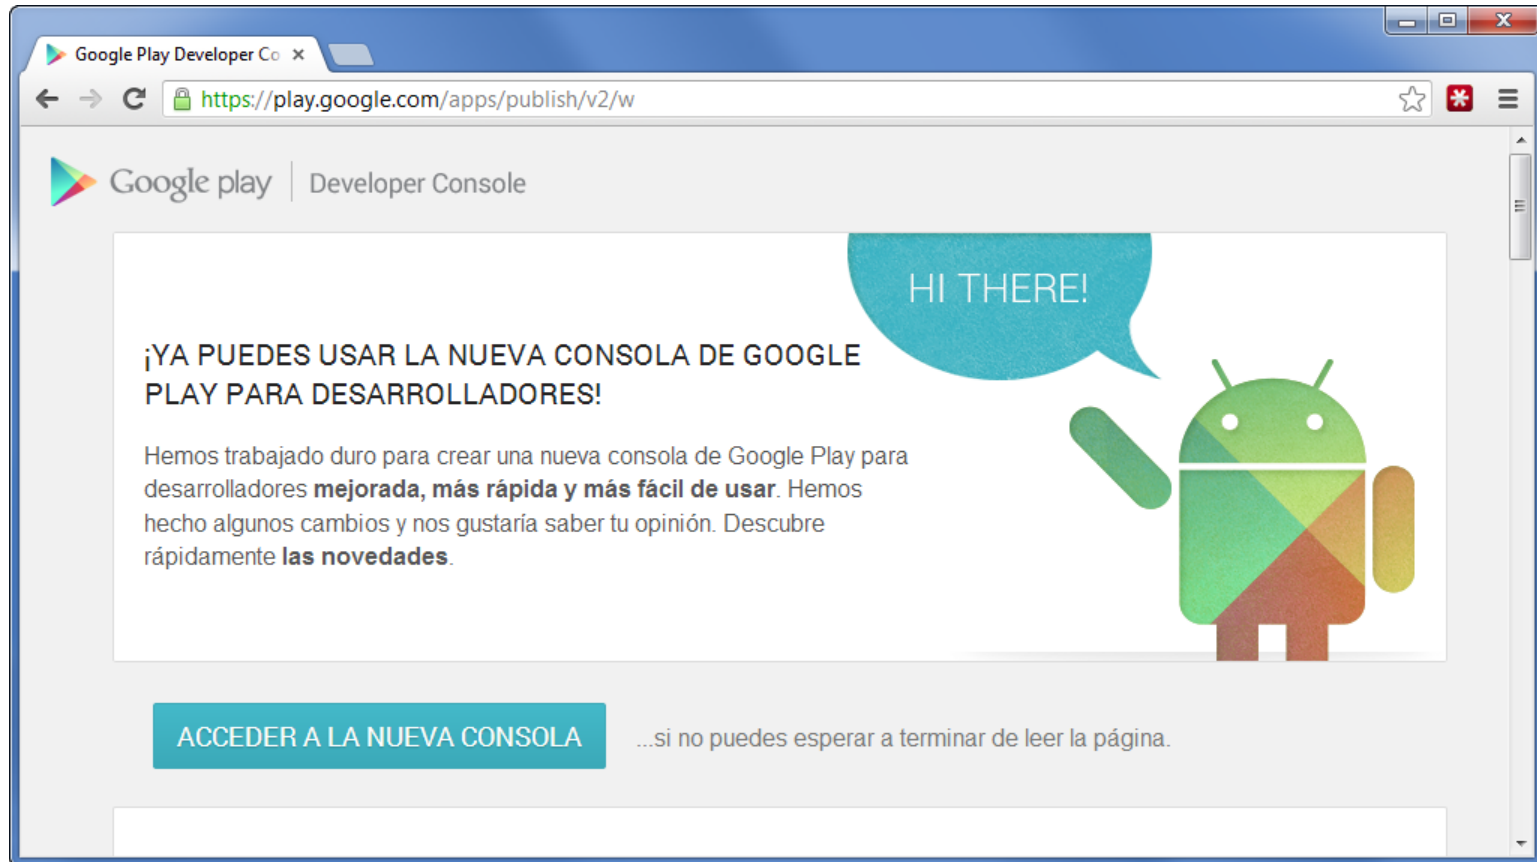 Google Play Developer Co
https://play.google.com/apps/publish/v2/w
Google play | Developer Console
HI THERE!
¡YA PUEDES USAR LA NUEVA CONSOLA DE GOOGLE
PLAY PARA DESARROLLADORES!
Hemos trabajado duro para crear una nueva consola de Google Play para
desarrolladores mejorada, más rápida y más fácil de usar. Hemos
hecho algunos cambios y nos gustaría saber tu opinión. Descubre
rápidamente las novedades.
ACCEDER A LA NUEVA CONSOLA
...si no puedes esperar a terminar de leer la página.